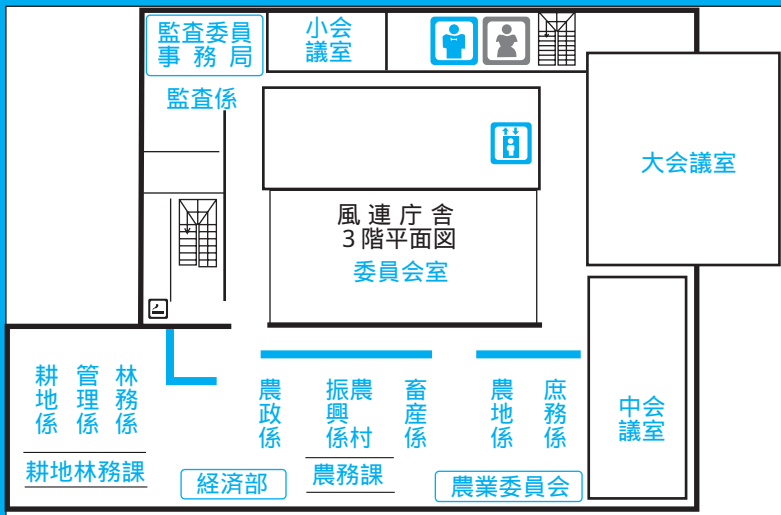 監査委員
事務局
監査係
小会
議室
大会議室
風連庁舎
3階平面図
委員会室
耕地係
管理係
林務係
耕地林務課
農政係
農村
振興係
畜産係
農地係
庶務係
中会
議室
経済部
農務課
農業委員会